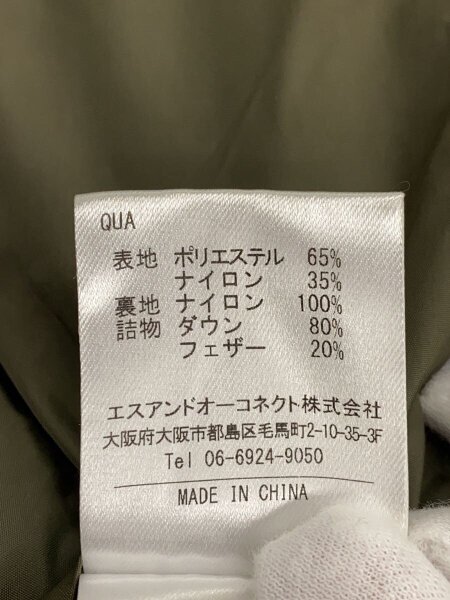 QUA
表地 ポリエステル 65%
ナイロン 35%
裏地 ナイロン 100%
詰物 ダウン 80%
フェザー 20%
エスアンドオーコネクト株式会社
大阪府大阪市都島区毛馬町2-10-35-3F
Tel 06-6924-9050
MADE IN CHINA